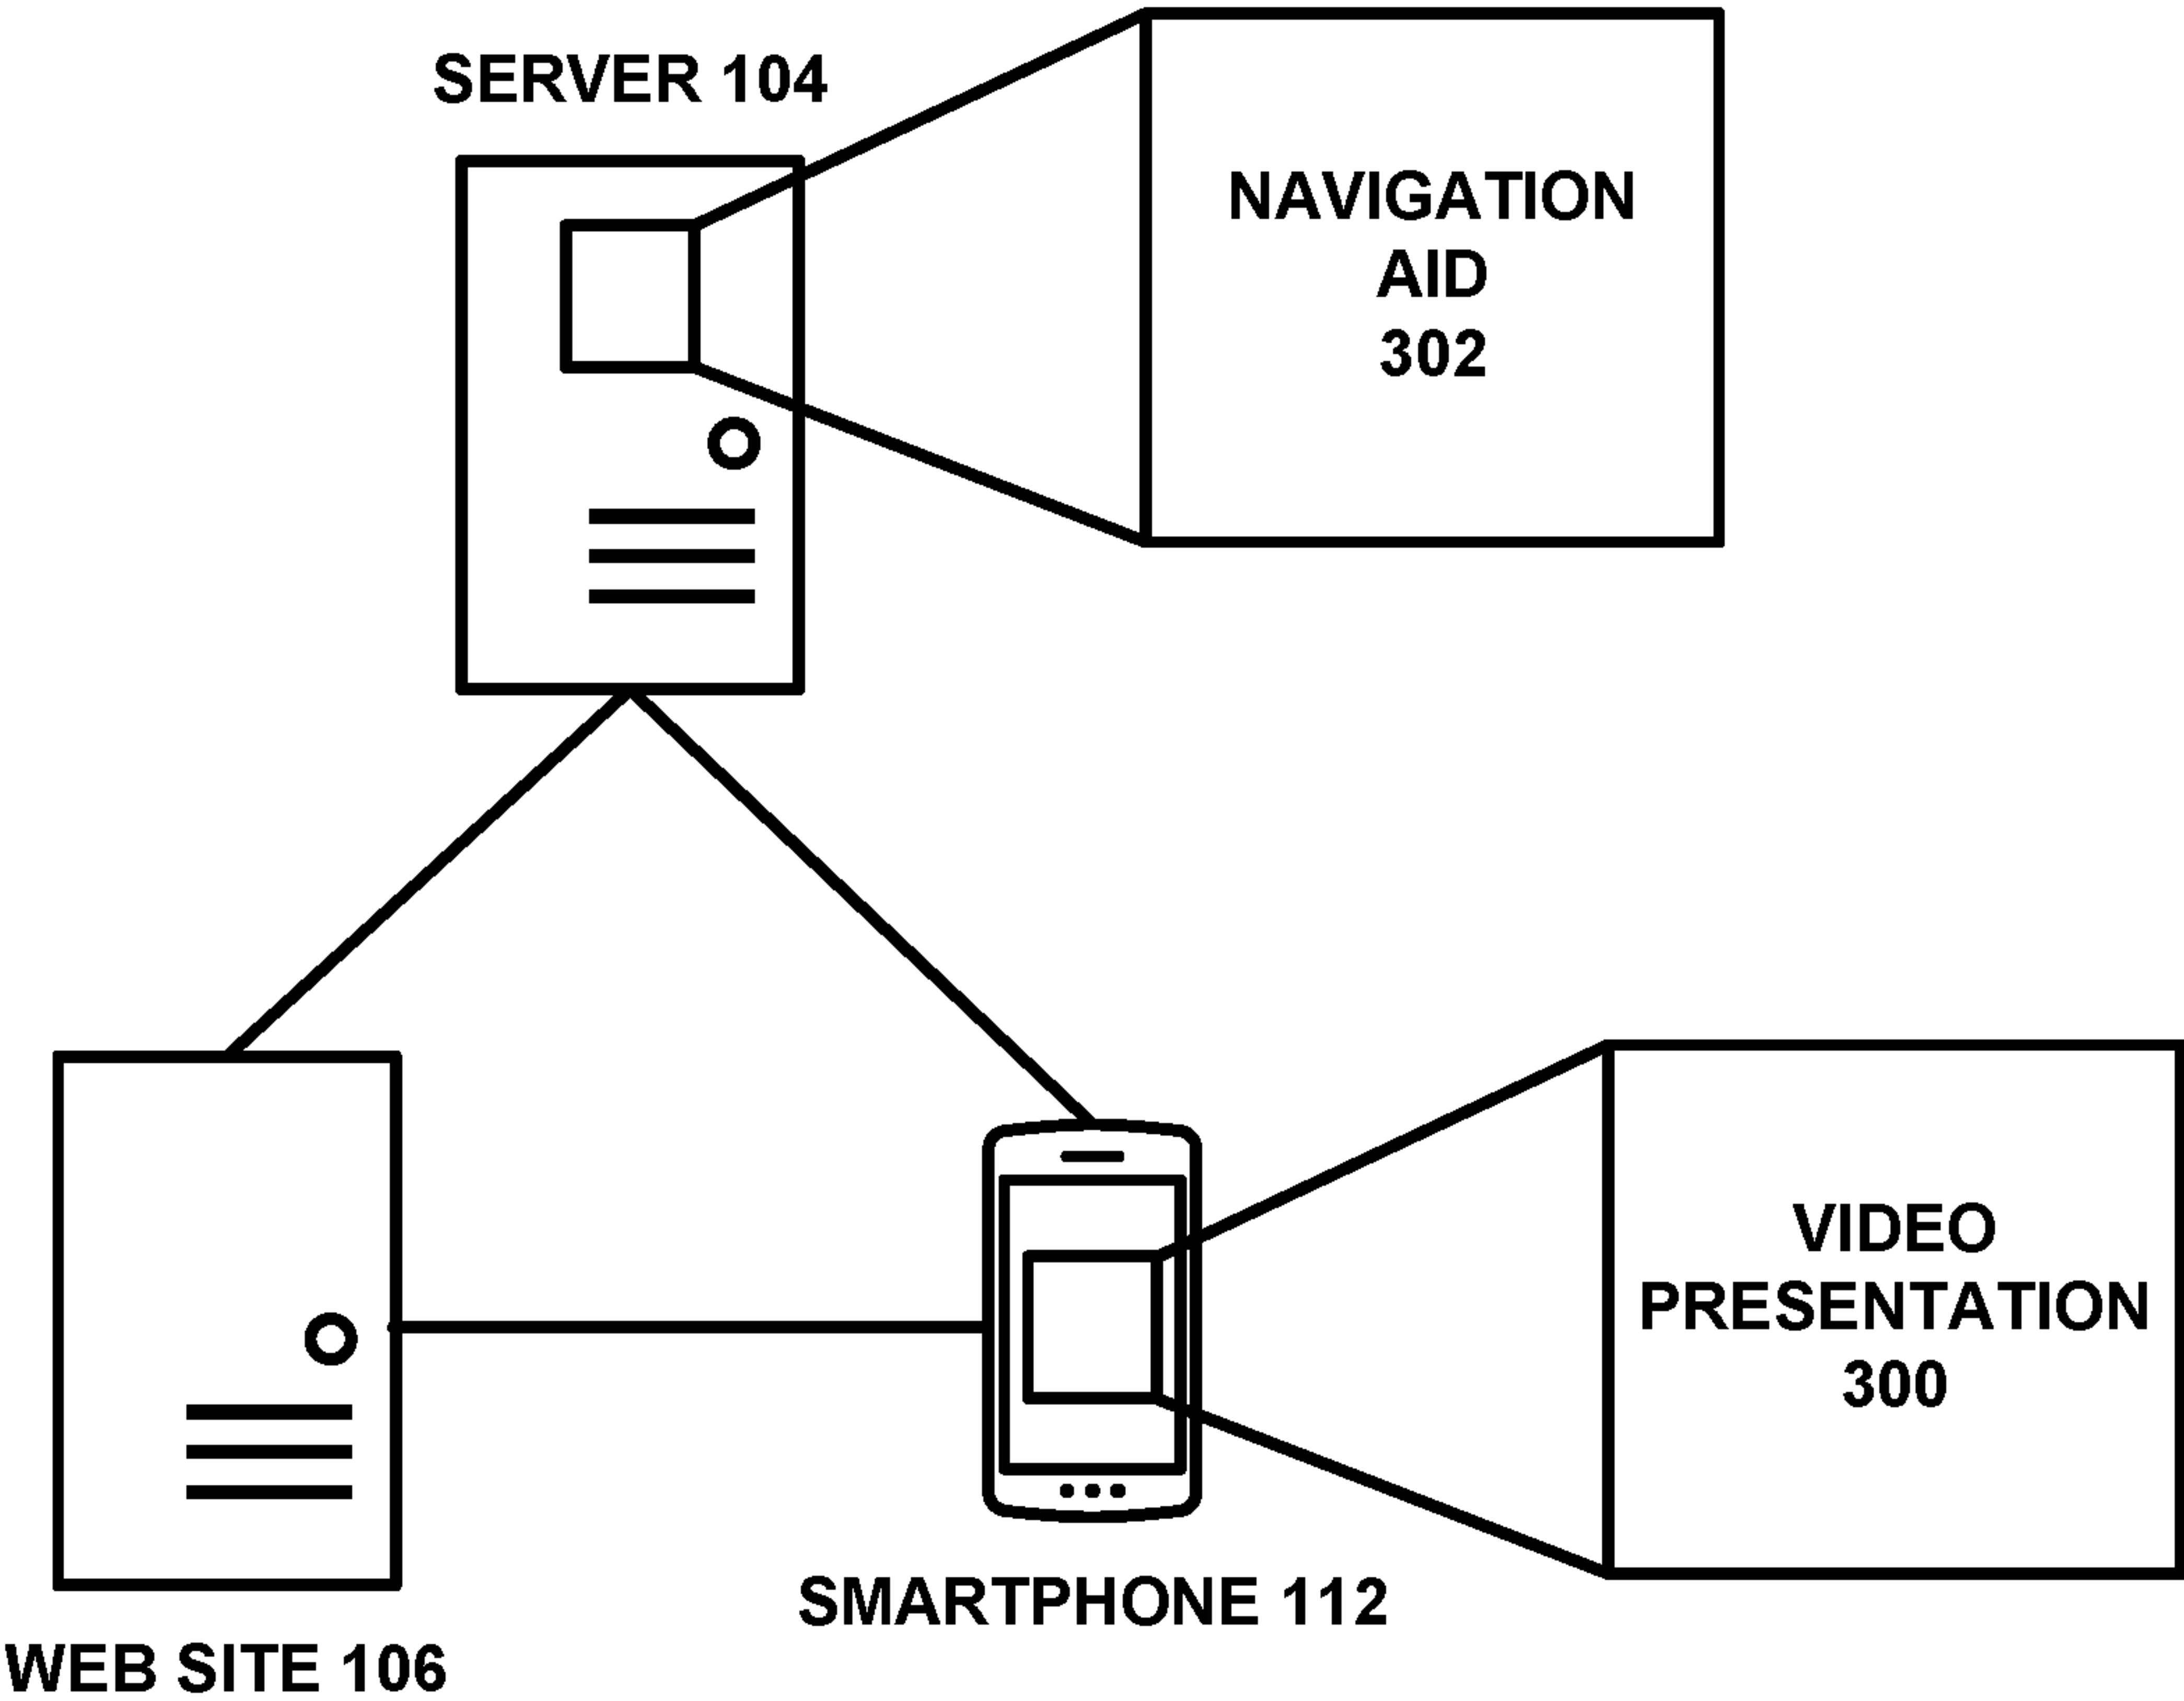 SERVER 104
NAVIGATION
AID
302
VIDEO
PRESENTATION
300
SMARTPHONE 112
WEB SITE 106